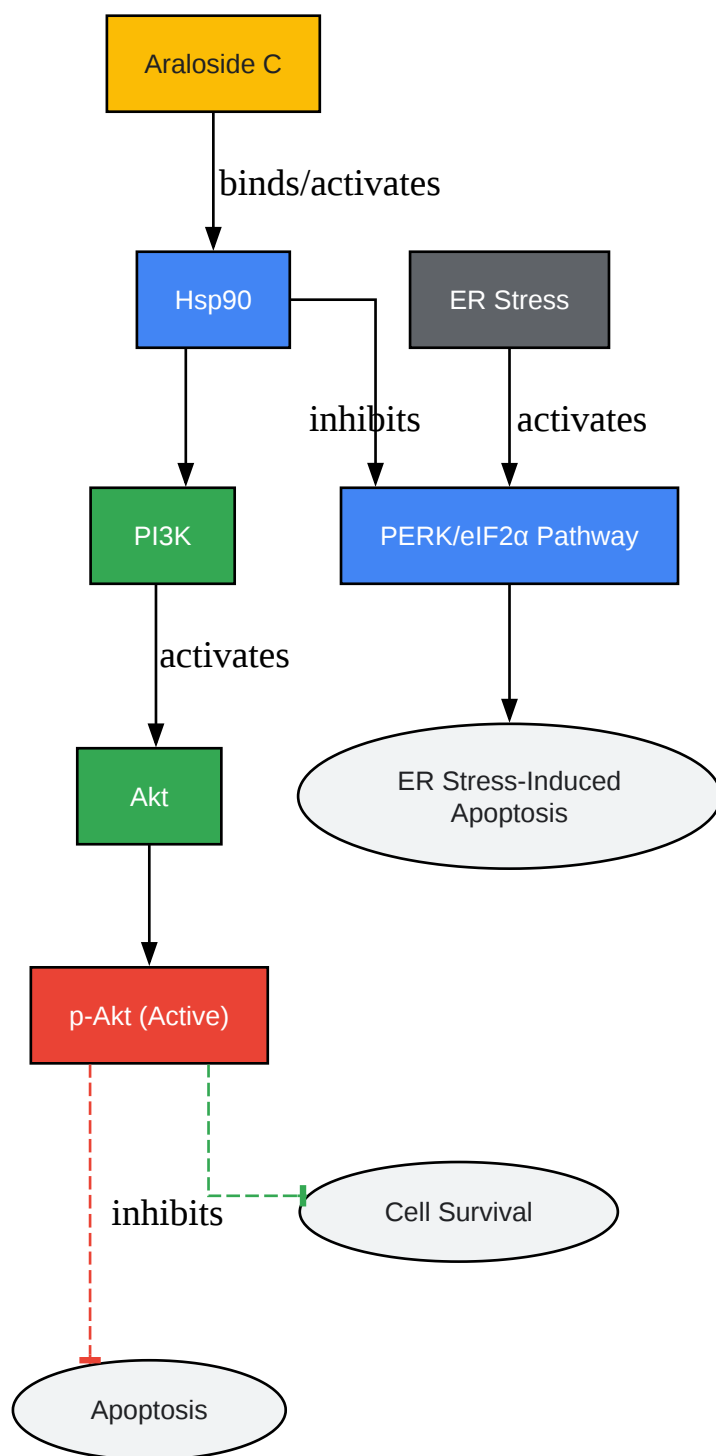 Araloside C
binds/activates
Hsp90
ER Stress
inhibits
activates
PI3K
PERK/eIF2α Pathway
activates
Akt
ER Stress-Induced
Apoptosis
p-Akt (Active)
inhibits
Cell Survival
Apoptosis